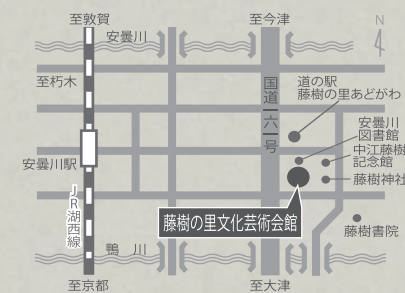 至敦賀
至今津
N
安曇川
至朽木
国道一六一号
道の駅
藤樹の里あどがわ
安曇川
図書館
中江藤樹
記念館
安曇川駅
藤樹神社
JR湖西線
藤樹の里文化芸術会館
藤樹書院
鴨川
至京都
至大津